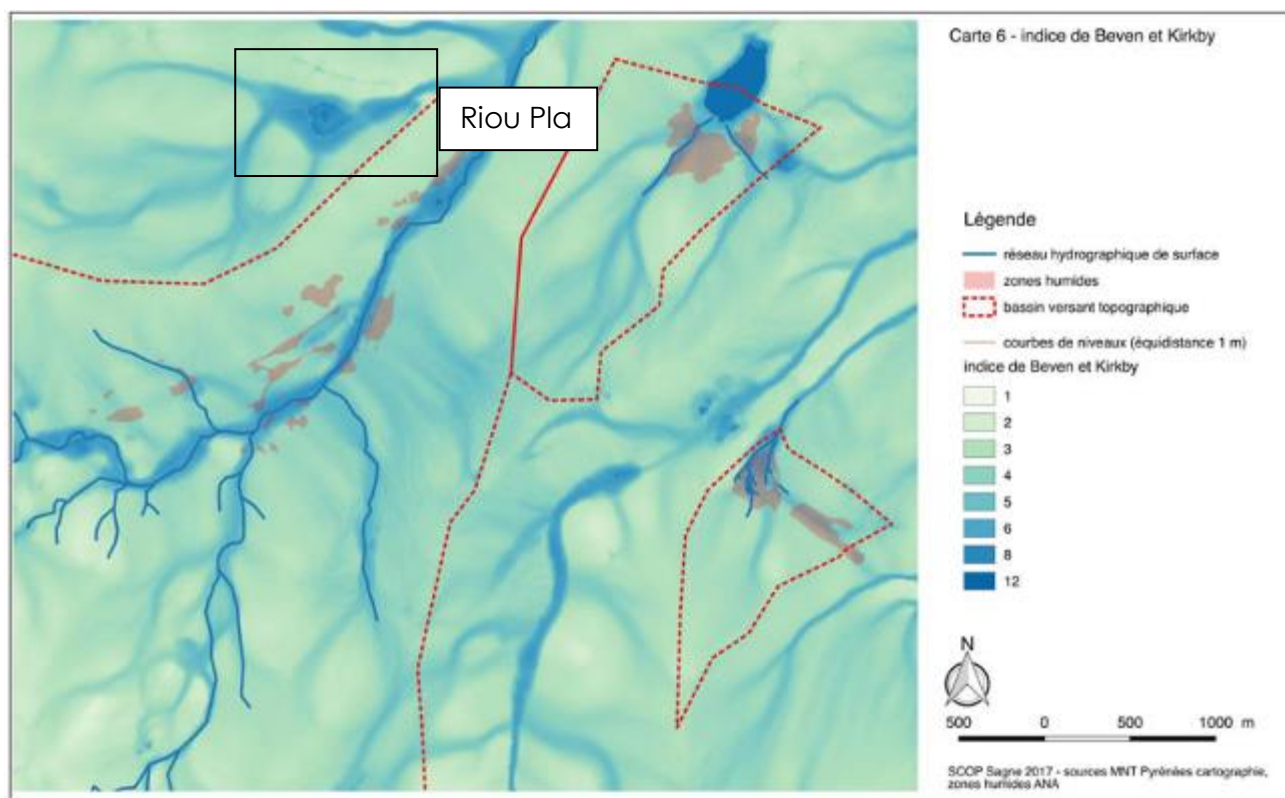 Carte 6 - indice de Beven et Kirkby
Riou Pla
Légende
réseau hydrographique de surface
zones humides
bassin versant topographique
courbes de niveaux (équidistance 1 m)
indice de Beven et Kirkby
1
2
3
4
5
6
8
12
N
500 0 500 1000 m
SCOP Sagne 2017 - sources MNT Pyrénées cartographie,
zones humides ANA